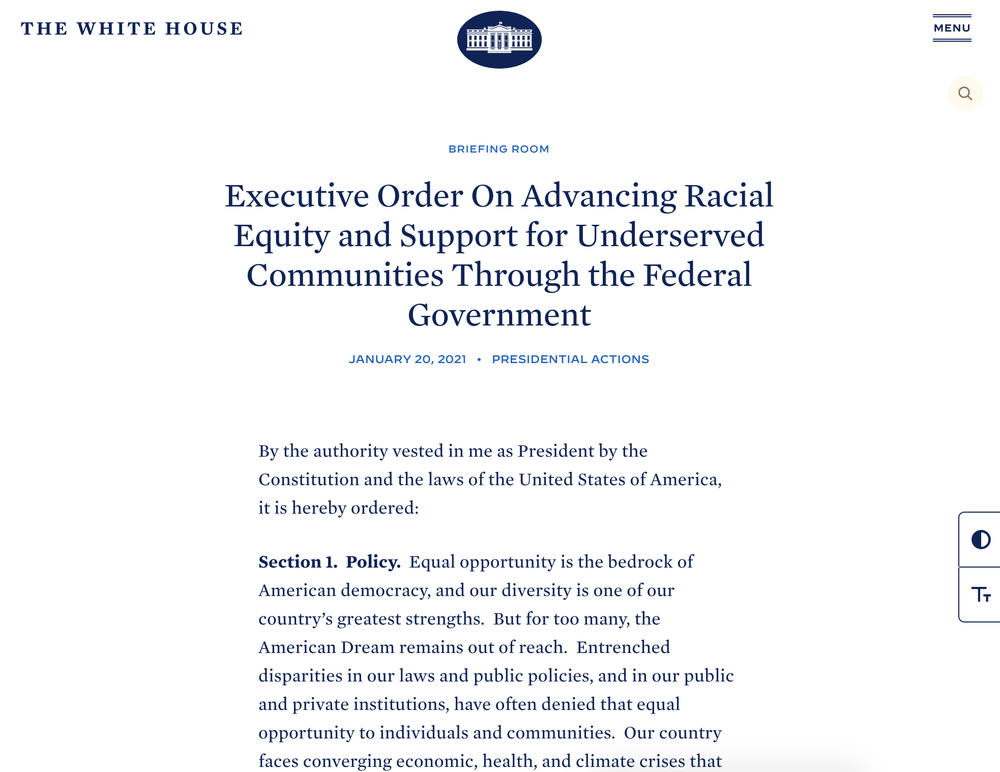 THE WHITE HOUSE
MENU
BRIEFING ROOM
Executive Order On Advancing Racial
Equity and Support for Underserved
Communities Through the Federal
Government
JANUARY 20, 2021 • PRESIDENTIAL ACTIONS
By the authority vested in me as President by the
Constitution and the laws of the United States of America,
it is hereby ordered:
Section 1.  Policy.  Equal opportunity is the bedrock of
American democracy, and our diversity is one of our
country’s greatest strengths.  But for too many, the
American Dream remains out of reach.  Entrenched
disparities in our laws and public policies, and in our public
and private institutions, have often denied that equal
opportunity to individuals and communities.  Our country
faces converging economic, health, and climate crises that
TT